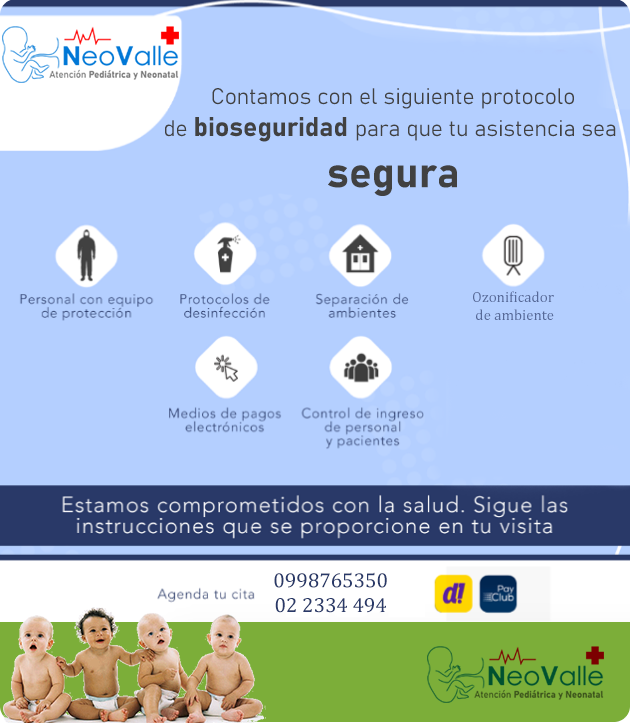 NeoValle
Atención Pediátrica y Neonatal
Contamos con el siguiente protocolo
de bioseguridad para que tu asistencia sea
segura
Personal con equipo
de protección
Protocolos de
desinfección
Separación de
ambientes
Ozonificador
de ambiente
Medios de pagos
electrónicos
Control de ingreso
de personal
y pacientes
Estamos comprometidos con la salud. Sigue las
instrucciones que se proporcione en tu visita
Agenda tu cita
0998765350
02 2334 494
d!
Pay
Club
NeoValle
Atención Pediátrica y Neonatal